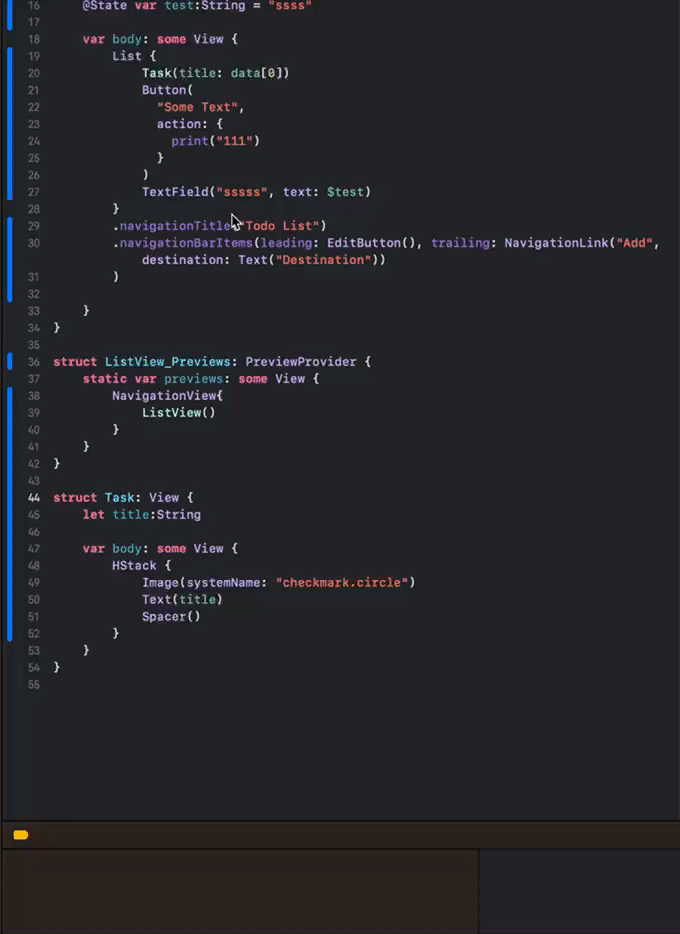 16 @State var test:String = "ssss"
17
18 var body: some View {
19 List {
20 Task(title: data[0])
21 Button(
22 "Some Text",
23 action: {
24 print("111")
25 }
26 )
27 TextField("sssss", text: $test)
28 }
29 .navigationTitle("Todo List")
30 .navigationBarItems(leading: EditButton(), trailing: NavigationLink("Add",
destination: Text("Destination"))
31 )
32
33 }
34 }
35
36 struct ListView_Previews: PreviewProvider {
37 static var previews: some View {
38 NavigationView{
39 ListView()
40 }
41 }
42 }
43
44 struct Task: View {
45 let title:String
46
47 var body: some View {
48 HStack {
49 Image(systemName: "checkmark.circle")
50 Text(title)
51 Spacer()
52 }
53 }
54 }
55